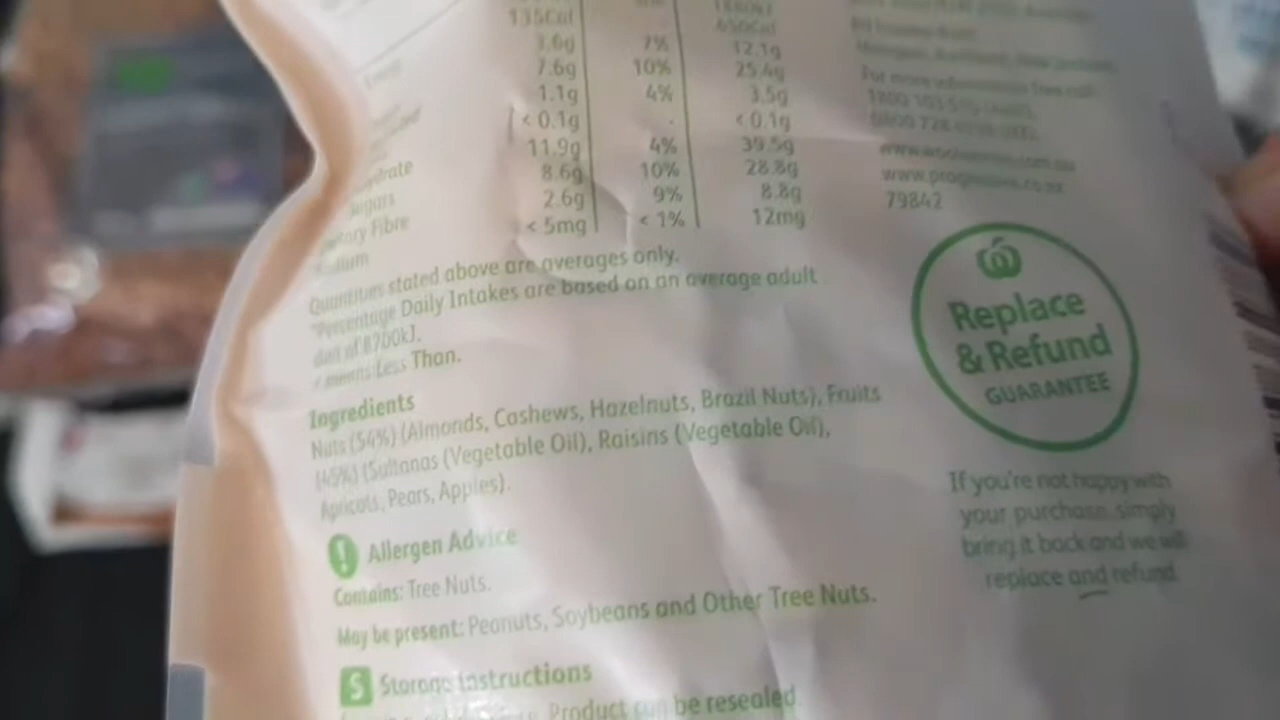 135Cal
650Cal
3.6g 7% 12.1g
7.6g 10% 25.4g
1.1g 4% 3.5g
< 0.1g - < 0.1g
11.9g 4% 39.5g
8.6g 10% 28.8g
2.6g 9% 8.8g
Fibre < 5mg < 1% 12mg
Quantities stated above are averages only.
*Percentage Daily Intakes are based on an average adult
diet of 8700kJ.
< means Less Than.
Ingredients
Nuts (54%) (Almonds, Cashews, Hazelnuts, Brazil Nuts), Fruits
(45%) (Sultanas (Vegetable Oil), Raisins (Vegetable Oil),
Apricots, Pears, Apples).
! Allergen Advice
Contains: Tree Nuts.
May be present: Peanuts, Soybeans and Other Tree Nuts.
S Storage Instructions
Product can be resealed.
For more information free call:
79842
Replace
& Refund
GUARANTEE
If you're not happy with
your purchase, simply
bring it back and we will
replace and refund.